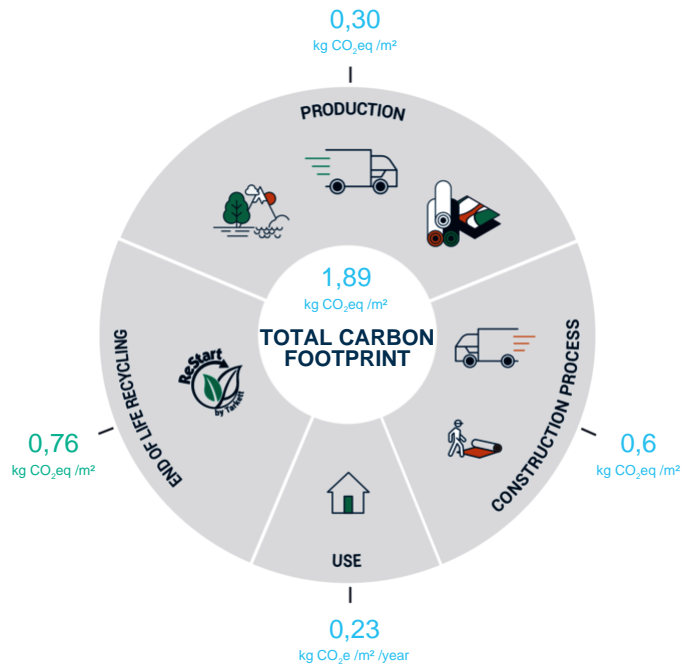 0,30
kg CO₂eq /m²
PRODUCTION
1,89
kg CO₂eq /m²
TOTAL CARBON
FOOTPRINT
CONSTRUCTION PROCESS
0,6
kg CO₂eq /m²
USE
0,23
kg CO₂e /m² /year
END OF LIFE RECYCLING
ReStart
by Tarkett
0,76
kg CO₂eq /m²